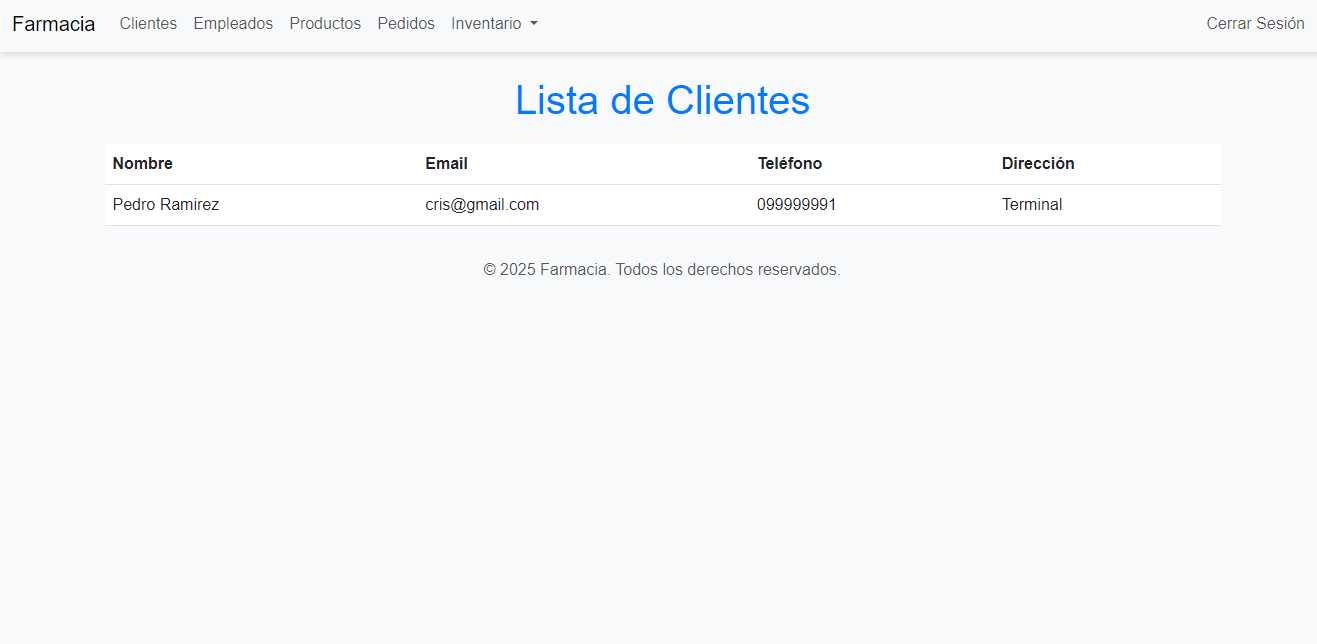 Farmacia Clientes Empleados Productos Pedidos Inventario Cerrar Sesión
Lista de Clientes
Nombre Email Teléfono Dirección
Pedro Ramirez cris@gmail.com 099999991 Terminal
© 2025 Farmacia. Todos los derechos reservados.